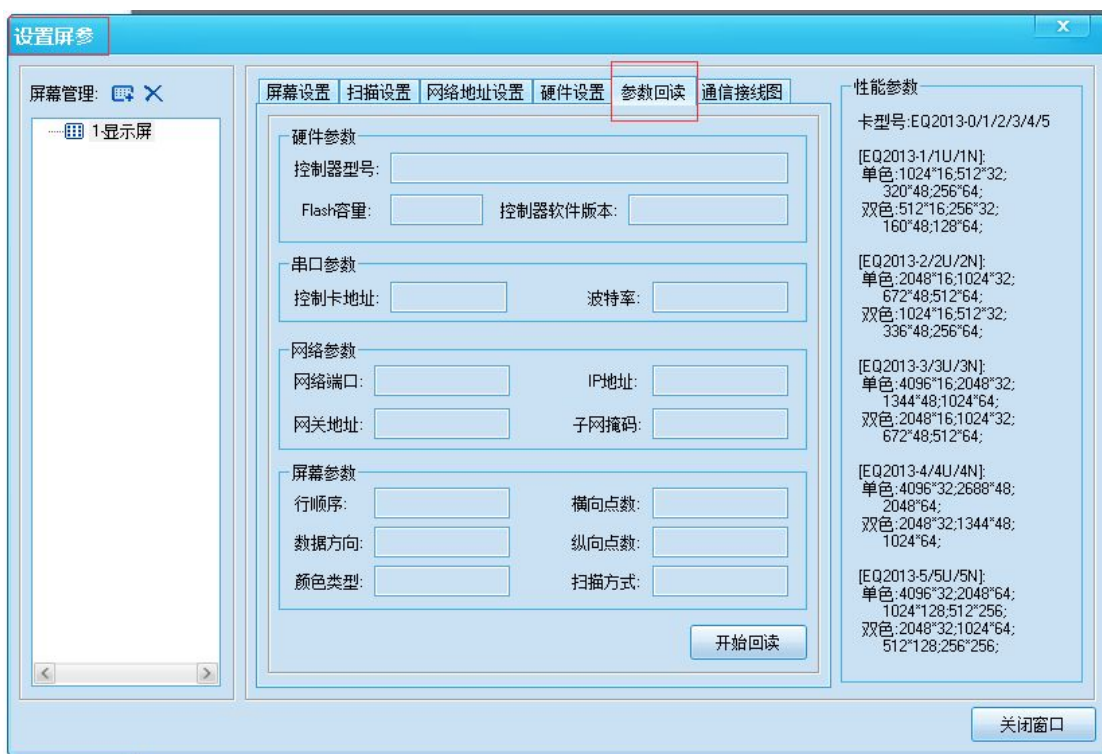 设置屏参
x
屏幕管理:
1-显示屏
屏幕设置 扫描设置 网络地址设置 硬件设置 参数回读 通信接线图
硬件参数
控制器型号:
Flash容量: 控制器软件版本:
串口参数
控制卡地址: 波特率:
网络参数
网络端口: IP地址:
网关地址: 子网掩码:
屏幕参数
行顺序: 横向点数:
数据方向: 纵向点数:
颜色类型: 扫描方式:
开始回读
性能参数
卡型号:EQ2013-0/1/2/3/4/5
[EQ2013-1/1U/1N]:
单色:1024*16;512*32;
320*48;256*64;
双色:512*16;256*32;
160*48;128*64;
[EQ2013-2/2U/2N]:
单色:2048*16;1024*32;
672*48;512*64;
双色:1024*16;512*32;
336*48;256*64;
[EQ2013-3/3U/3N]:
单色:4096*16;2048*32;
1344*48;1024*64;
双色:2048*16;1024*32;
672*48;512*64;
[EQ2013-4/4U/4N]:
单色:4096*32;2688*48;
2048*64;
双色:2048*32;1344*48;
1024*64;
[EQ2013-5/5U/5N]:
单色:4096*32;2048*64;
1024*128;512*256;
双色:2048*32;1024*64;
512*128;256*256;
关闭窗口